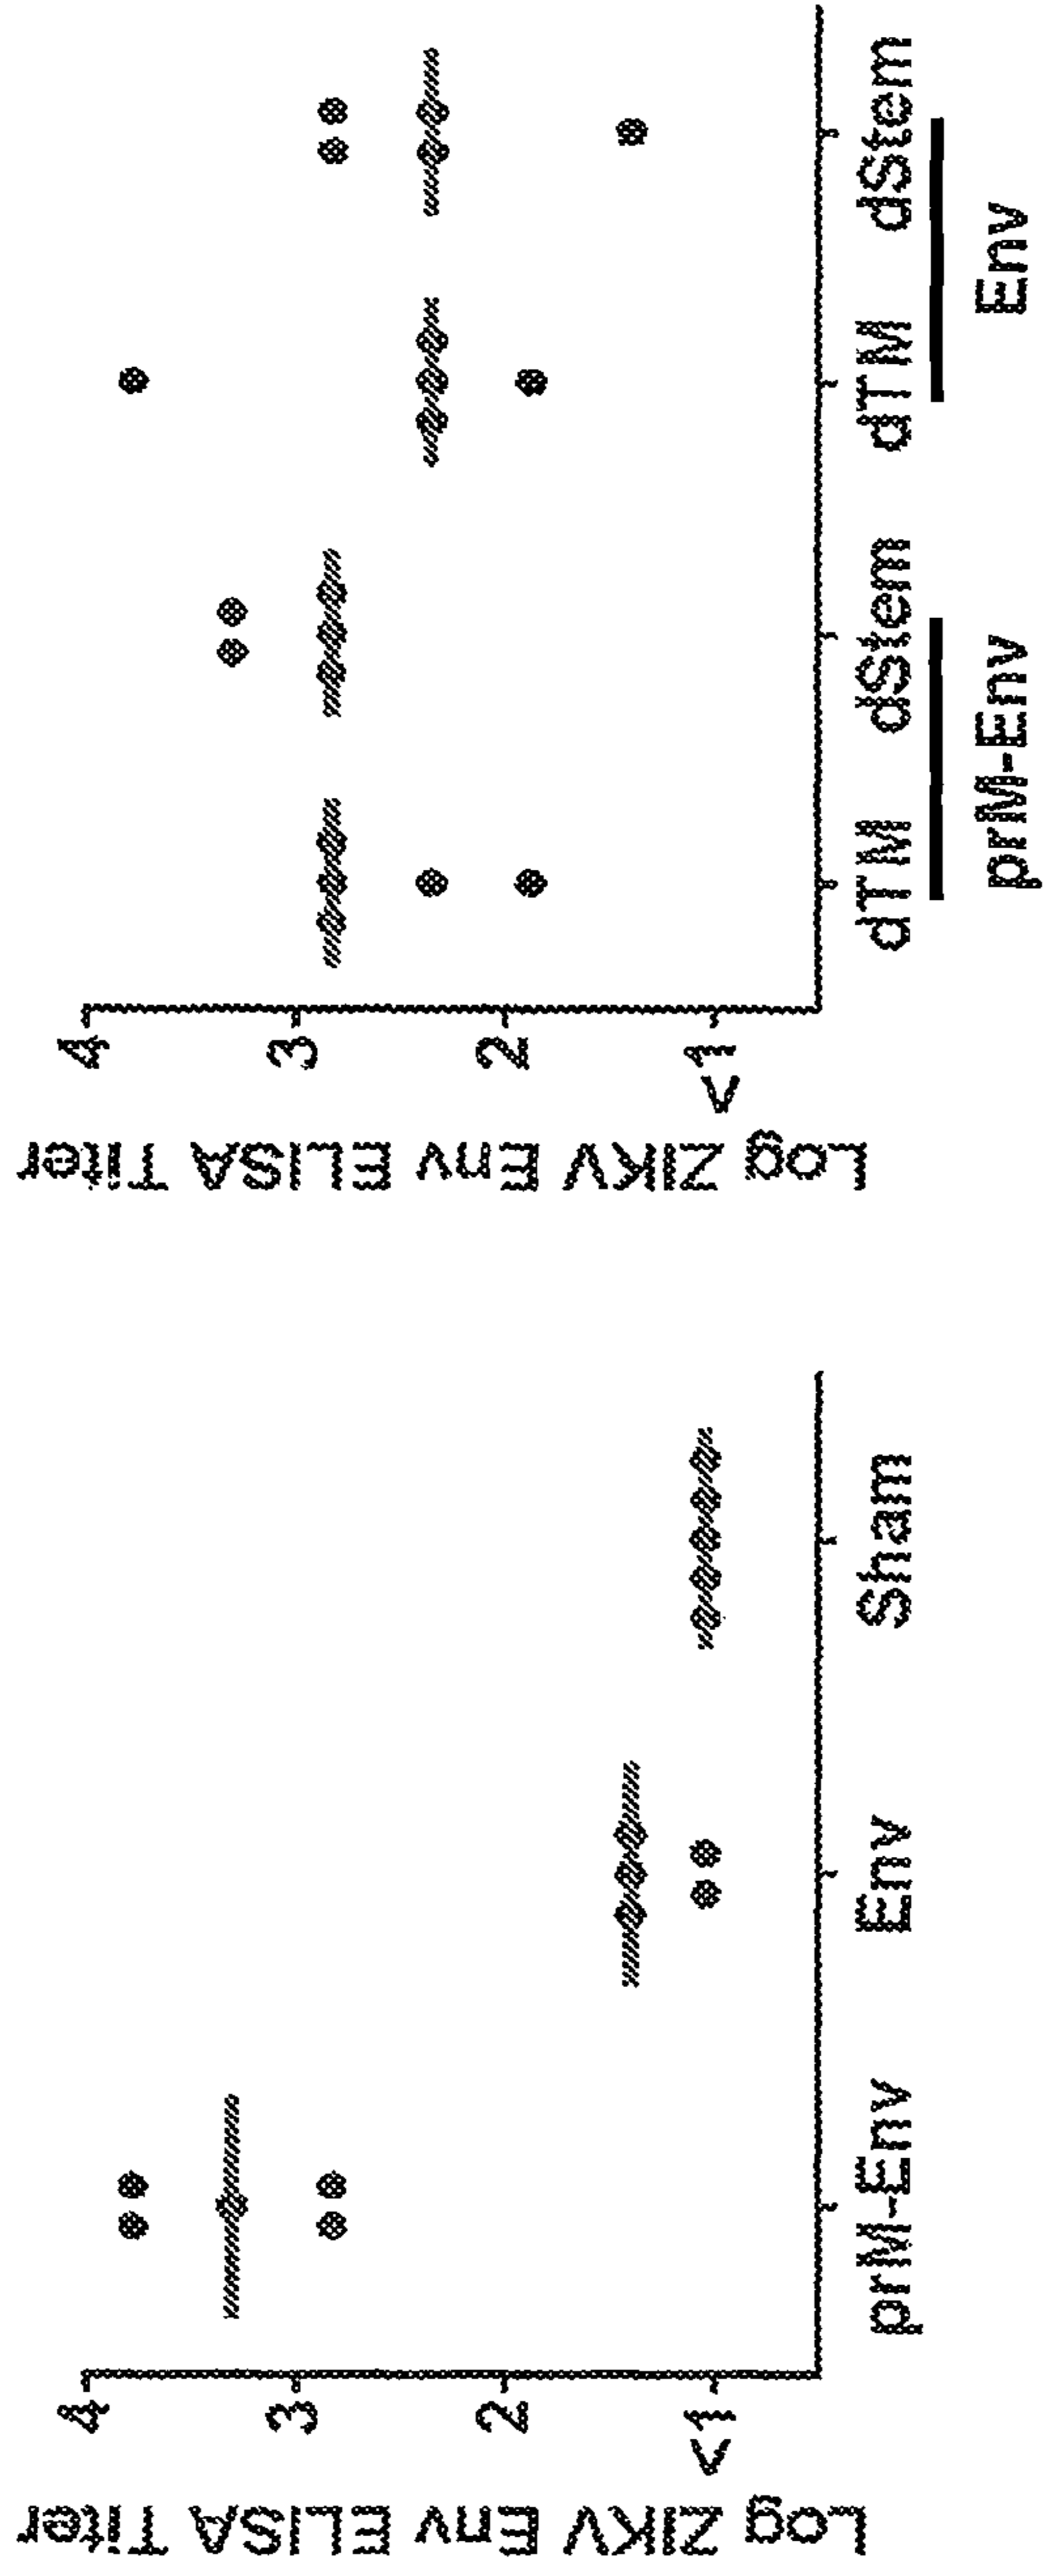 Log ZIKV Env ELISA Titer
4
3
2
<1
prM-Env Env Sham
Log ZIKV Env ELISA Titer
4
3
2
<1
dTM dStem dTM dStem
prM-Env Env